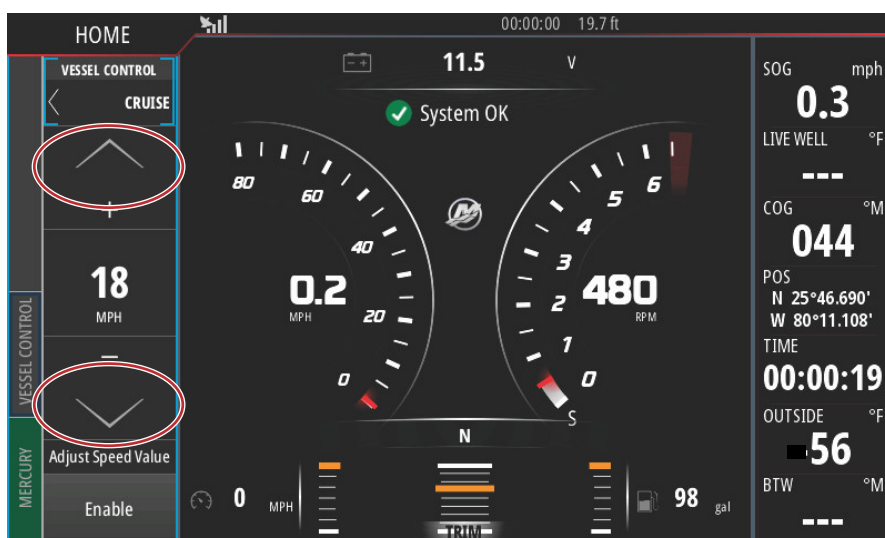 HOME
00:00:00 19.7 ft
VESSEL CONTROL
CRUISE
+
18
MPH
−
Adjust Speed Value
Enable
VESSEL CONTROL
MERCURY
- +
11.5 V
System OK
80
60
40
20
0
0.2
MPH
6
5
4
3
2
1
0
S
480
RPM
N
0 MPH
TRIM
98 gal
SOG mph
0.3
LIVE WELL °F
---
COG °M
044
POS
N 25°46.690'
W 80°11.108'
TIME
00:00:19
OUTSIDE °F
-56
BTW °M
---